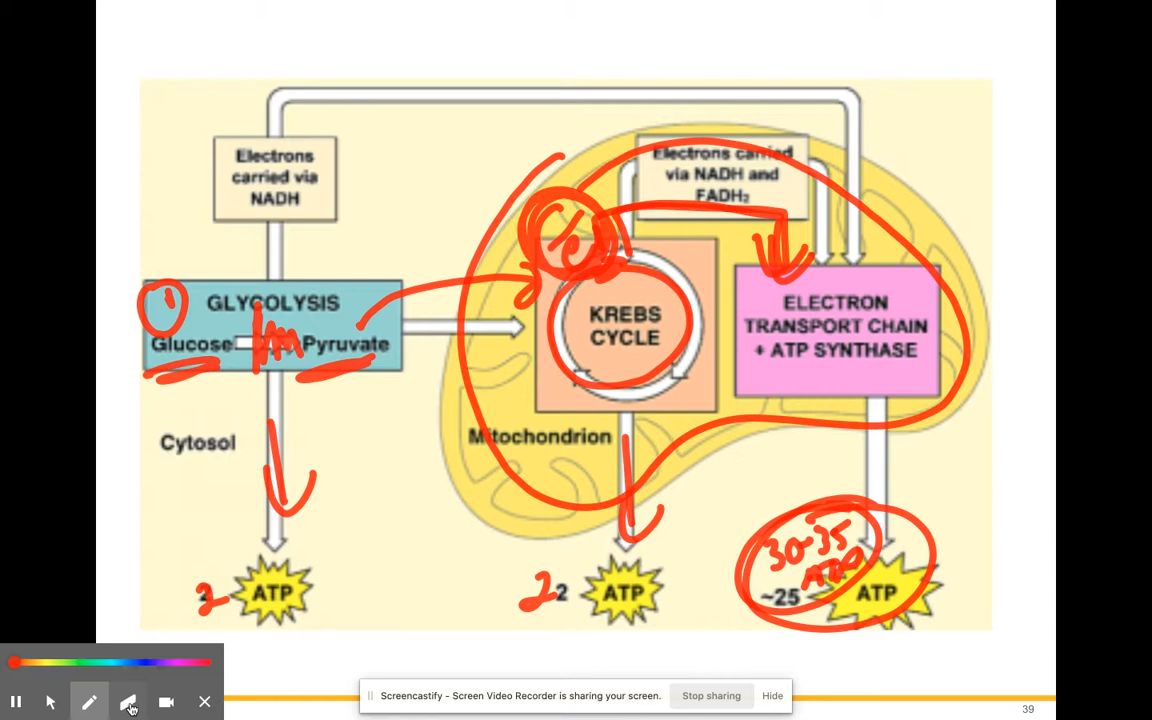 Electrons
carried via
NADH
Electrons carried
via NADH and
FADH₂
1
GLYCOLYSIS
Glucose
Pyruvate
KREBS
CYCLE
ELECTRON
TRANSPORT CHAIN
+ ATP SYNTHASE
Cytosol
Mitochondrion
30-35
2
ATP
2 2
ATP
~25
ATP
Screencastify - Screen Video Recorder is sharing your screen.
Stop sharing
Hide
39